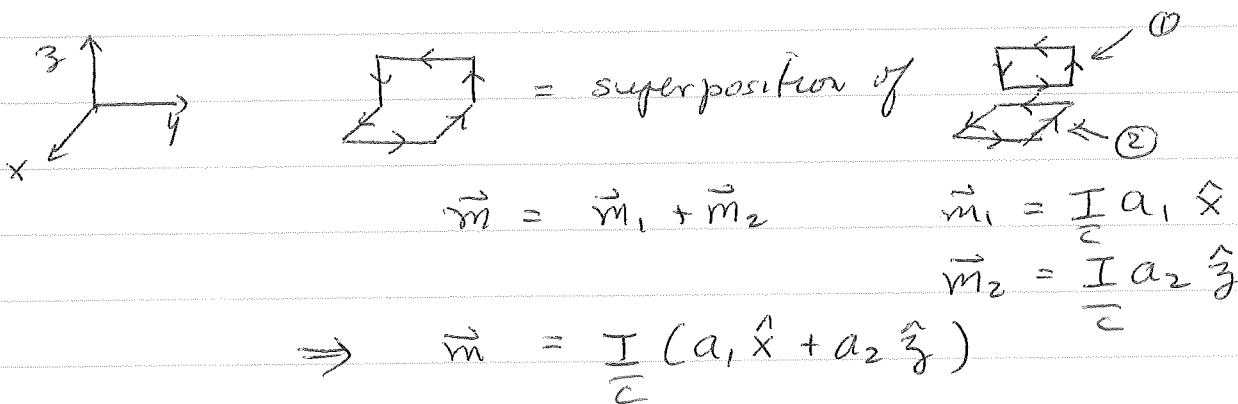 z
y
x
= superposition of ① ②
m⃗ = m⃗₁ + m⃗₂
m⃗₁ = I/c a₁ x̂
m⃗₂ = I/c a₂ ẑ
⇒ m⃗ = I/c (a₁ x̂ + a₂ ẑ)